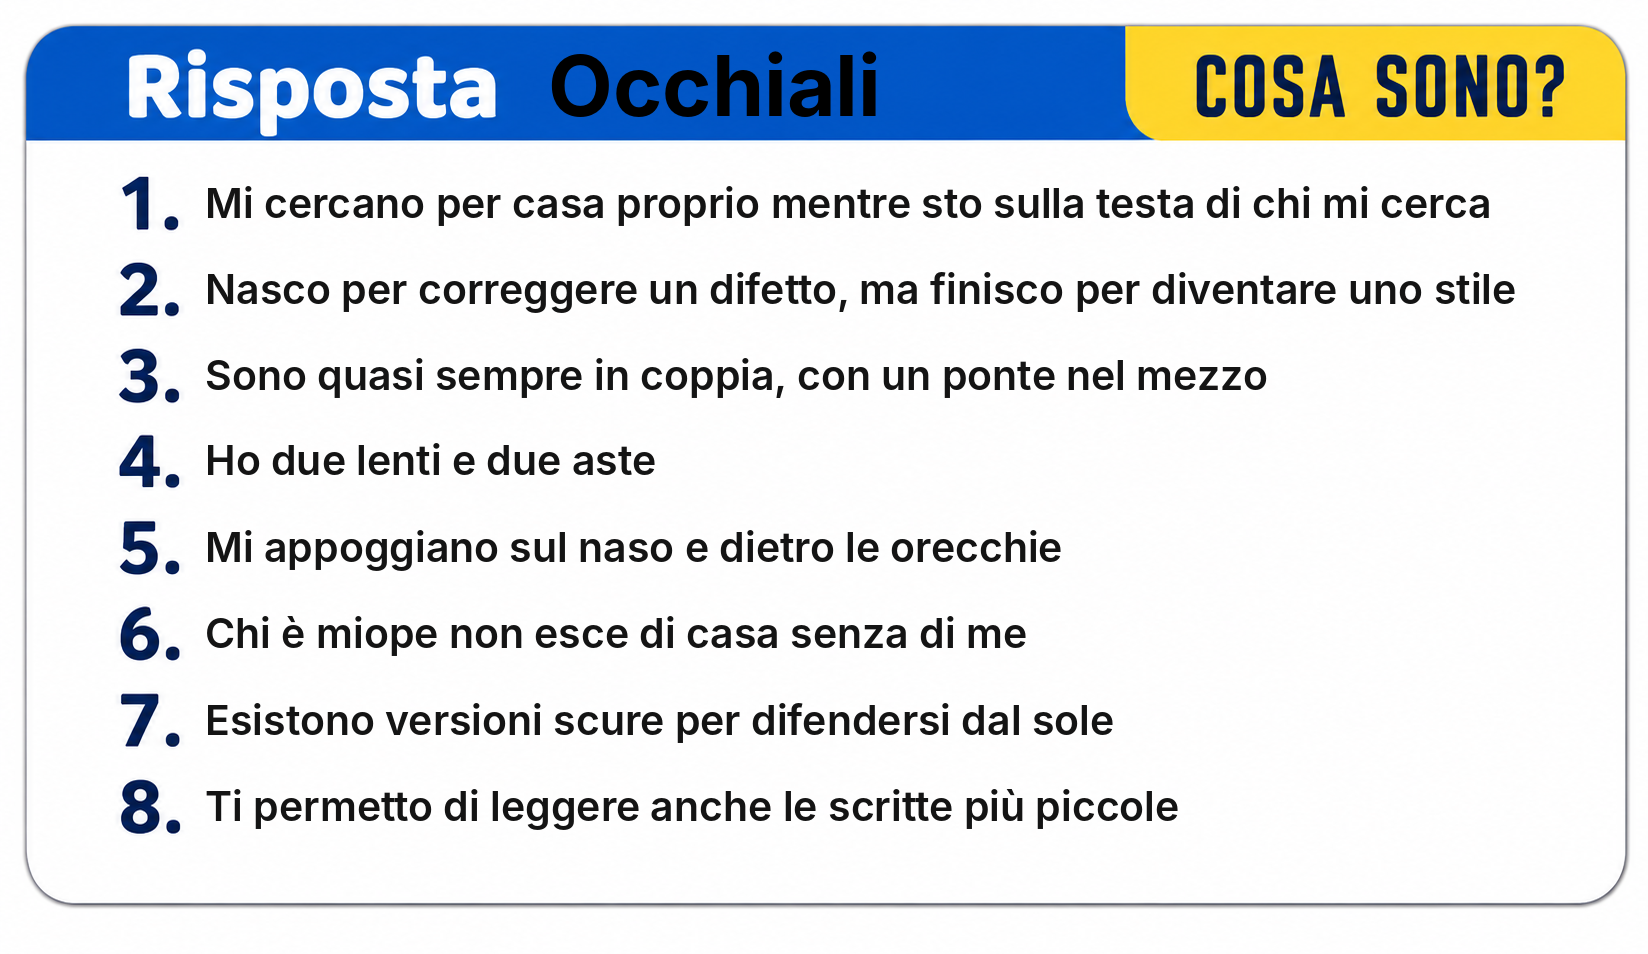 Risposta Occhiali COSA SONO?
1. Mi cercano per casa proprio mentre sto sulla testa di chi mi cerca
2. Nasco per correggere un difetto, ma finisco per diventare uno stile
3. Sono quasi sempre in coppia, con un ponte nel mezzo
4. Ho due lenti e due aste
5. Mi appoggiano sul naso e dietro le orecchie
6. Chi è miope non esce di casa senza di me
7. Esistono versioni scure per difendersi dal sole
8. Ti permetto di leggere anche le scritte più piccole